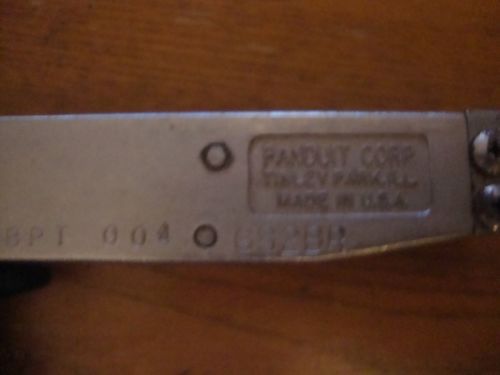 PANDUIT CORP
TINLEY PARK, ILL.
MADE IN U.S.A.
BPT 004